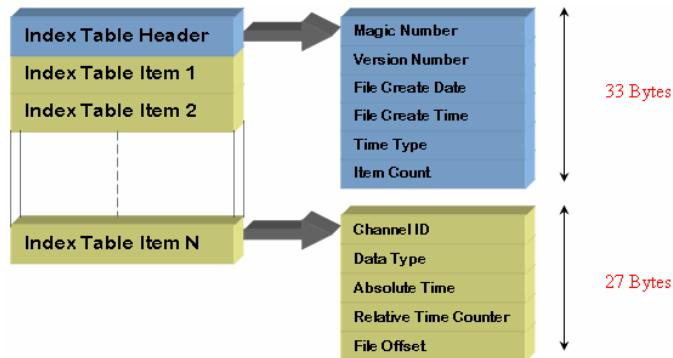 Index Table Header
Index Table Item 1
Index Table Item 2
Index Table Item N
Magic Number
Version Number
File Create Date
File Create Time
Time Type
Item Count
33 Bytes
Channel ID
Data Type
Absolute Time
Relative Time Counter
File Offset
27 Bytes